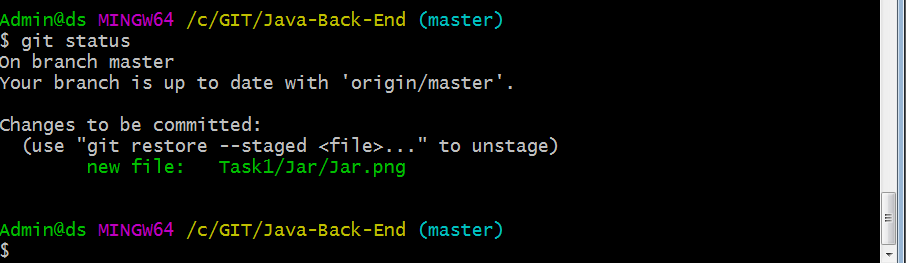 Admin@ds MINGW64 /c/GIT/Java-Back-End (master)
$ git status
On branch master
Your branch is up to date with 'origin/master'.
Changes to be committed:
  (use "git restore --staged <file>..." to unstage)
        new file:   Task1/Jar/Jar.png
Admin@ds MINGW64 /c/GIT/Java-Back-End (master)
$